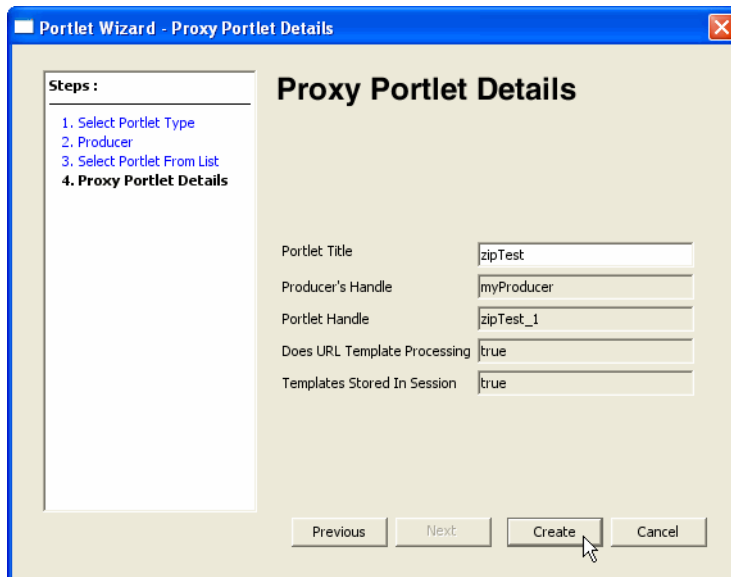 Portlet Wizard - Proxy Portlet Details
Steps :
1. Select Portlet Type
2. Producer
3. Select Portlet From List
4. Proxy Portlet Details
Proxy Portlet Details
Portlet Title zipTest
Producer's Handle myProducer
Portlet Handle zipTest_1
Does URL Template Processing true
Templates Stored In Session true
Previous Next Create Cancel